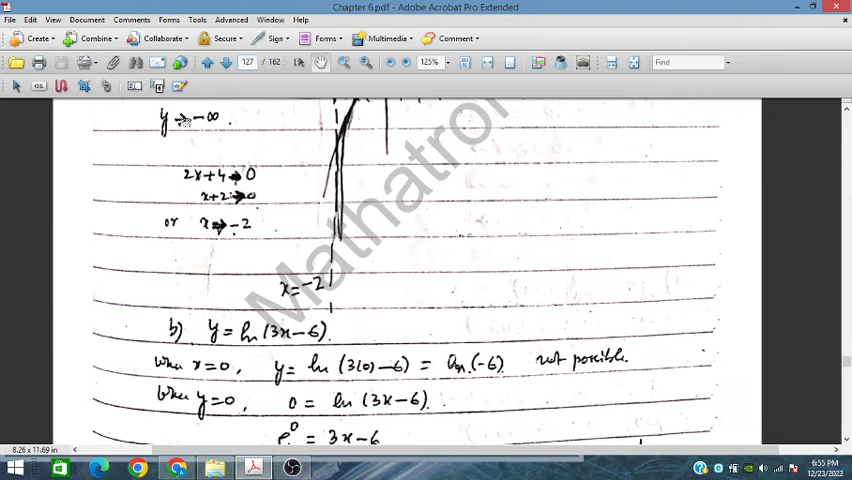 Chapter 6.pdf - Adobe Acrobat Pro Extended
File Edit View Document Comments Forms Tools Advanced Window Help
Create Combine Collaborate Secure Sign Forms Multimedia Comment
127 / 162 125% Find
y → -∞.
2x+4 → 0
x+2 → 0
or x → -2
Mathatron
x = -2
b) y = ln (3x-6).
When x=0, y = ln (3(0)-6) = ln (-6) not possible.
When y=0, 0 = ln (3x-6).
e⁰ = 3x-6
8.26 x 11.69 in
6:55 PM
12/23/2022